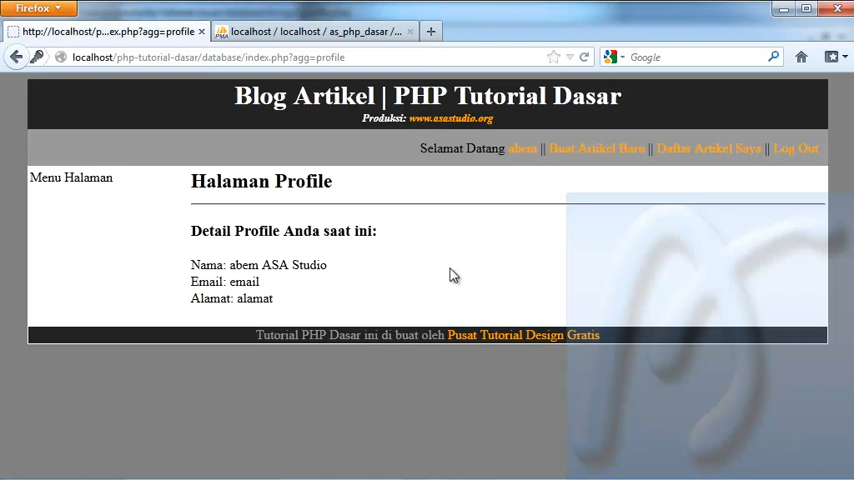 Firefox
http://localhost/p...ex.php?agg=profile
localhost / localhost / as_php_dasar /...
localhost/php-tutorial-dasar/database/index.php?agg=profile
Google
Blog Artikel | PHP Tutorial Dasar
Produksi: www.asastudio.org
Selamat Datang abem || Buat Artikel Baru || Daftar Artikel Saya || Log Out
Menu Halaman
Halaman Profile
Detail Profile Anda saat ini:
Nama: abem ASA Studio
Email: email
Alamat: alamat
Tutorial PHP Dasar ini di buat oleh Pusat Tutorial Design Gratis